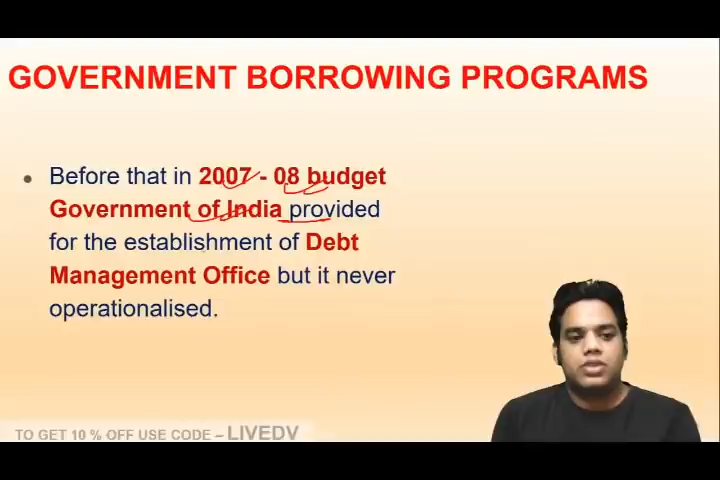 GOVERNMENT BORROWING PROGRAMS
• Before that in 2007 - 08 budget
Government of India provided
for the establishment of Debt
Management Office but it never
operationalised.
TO GET 10 % OFF USE CODE – LIVEDV